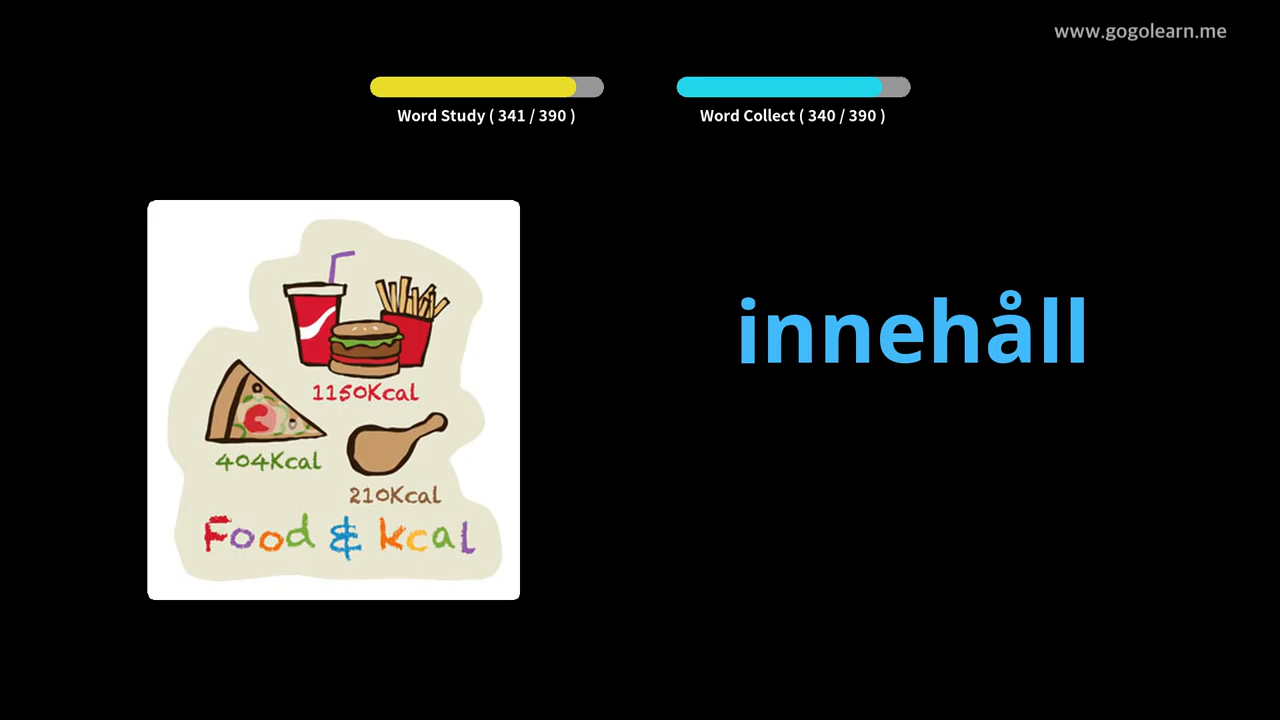 www.gogolearn.me
Word Study ( 341 / 390 )
Word Collect ( 340 / 390 )
innehåll
1150Kcal
404Kcal
210Kcal
Food & kcal